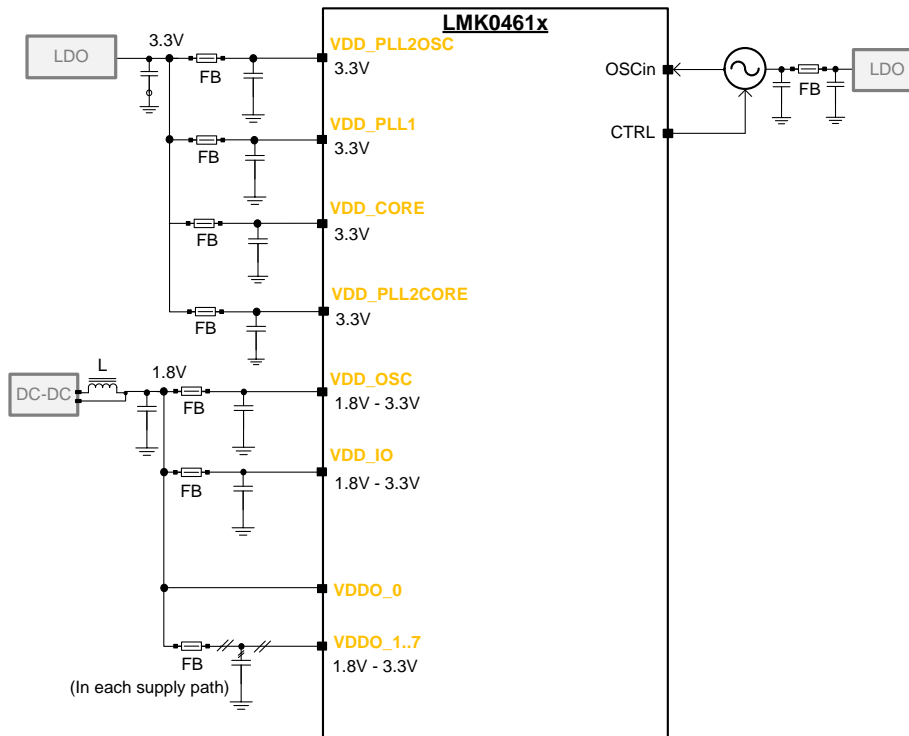 LMK0461x
LDO
3.3V
FB
VDD_PLL2OSC
3.3V
OSCin
FB
LDO
CTRL
FB
VDD_PLL1
3.3V
FB
VDD_CORE
3.3V
FB
VDD_PLL2CORE
3.3V
DC-DC
L
1.8V
FB
VDD_OSC
1.8V - 3.3V
FB
VDD_IO
1.8V - 3.3V
VDDO_0
FB
VDDO_1..7
1.8V - 3.3V
(In each supply path)